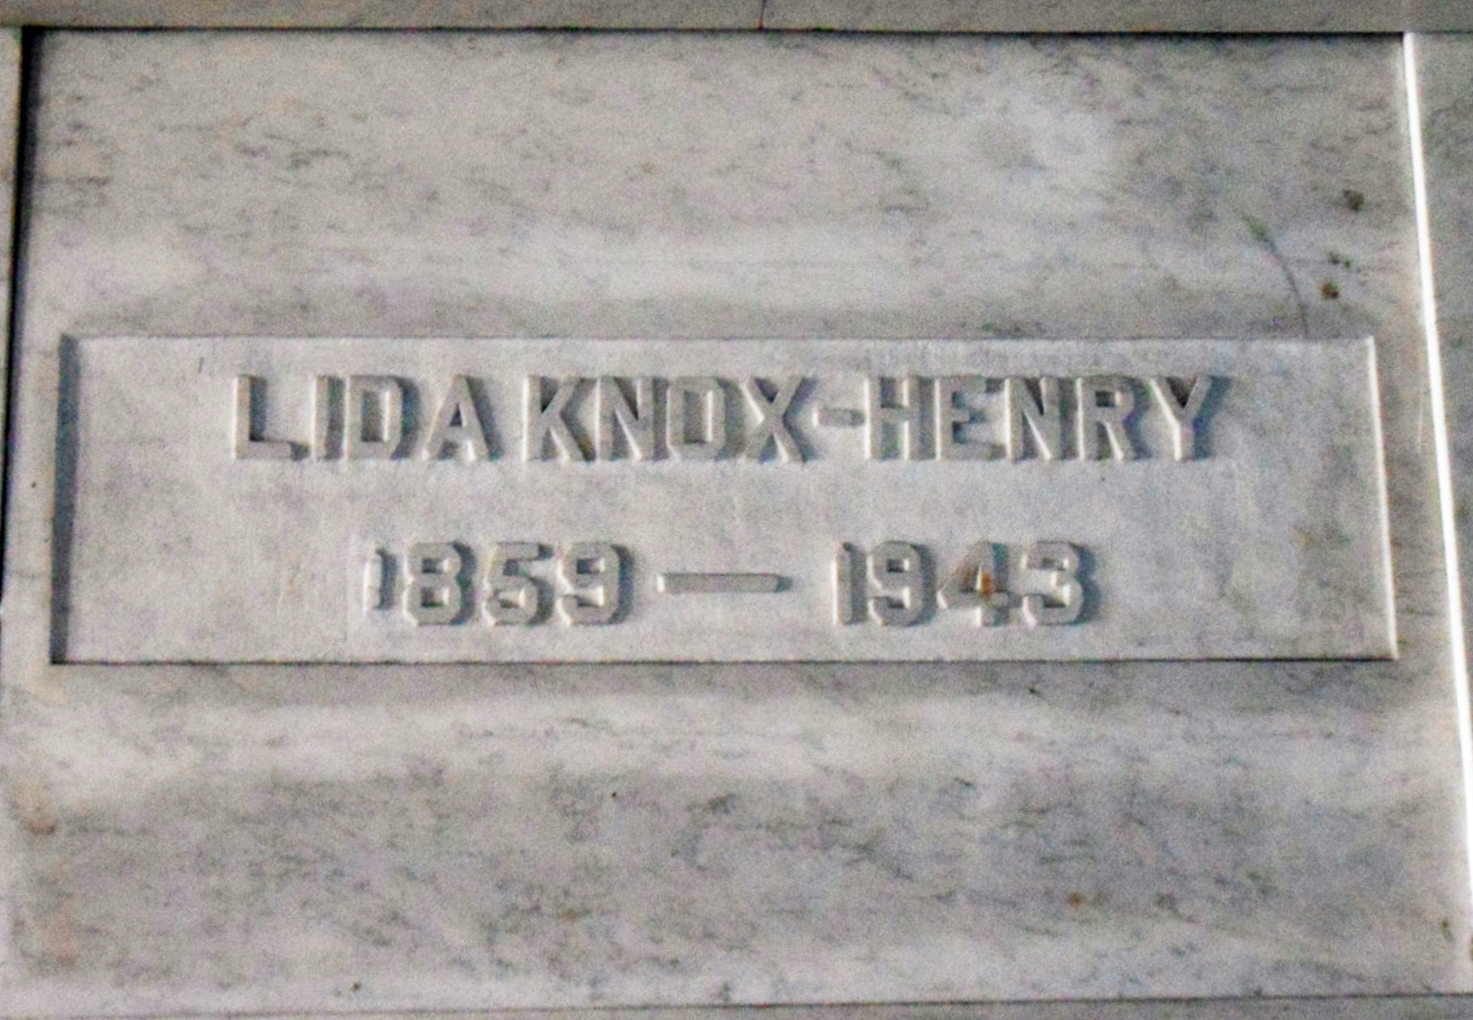 LIDA KNOX-HENRY
1859 — 1943